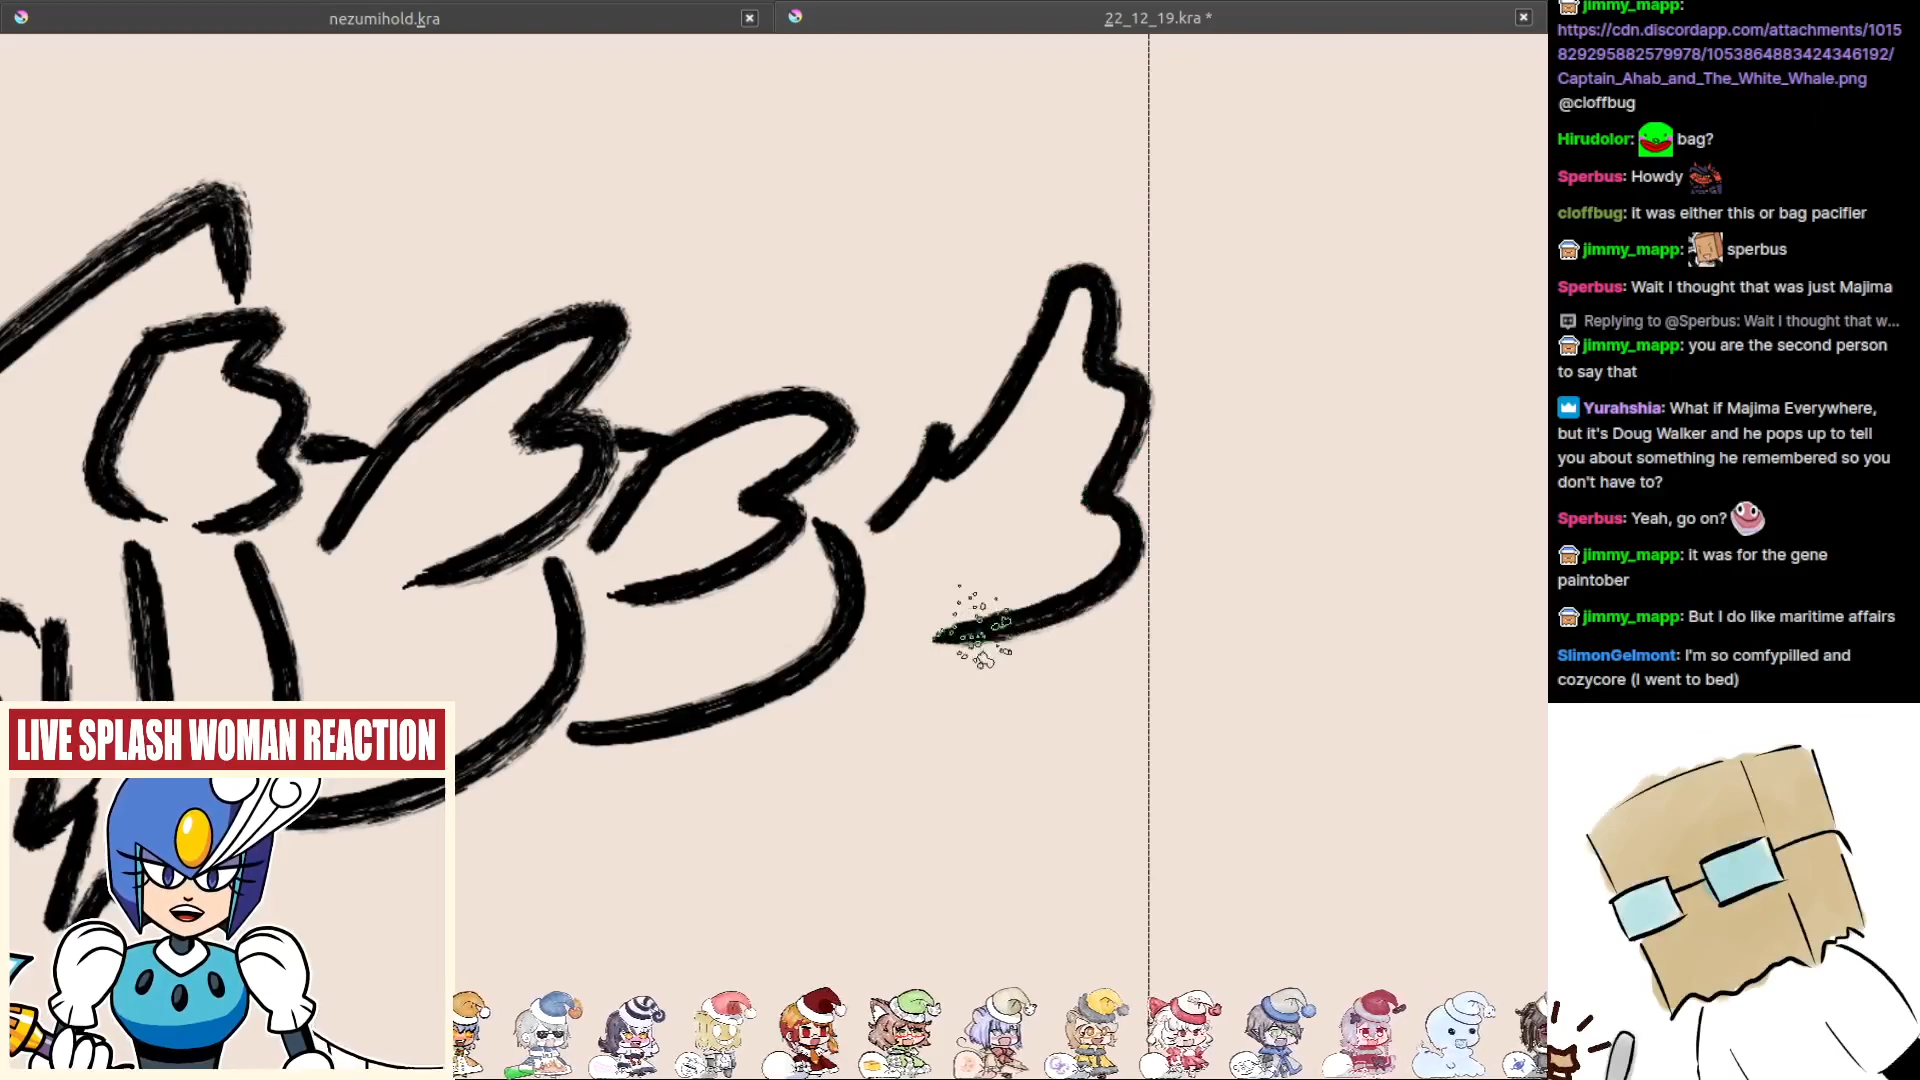 nezumihold.kra
22_12_19.kra *
jimmy_mapp:
https://cdn.discordapp.com/attachments/1015
829295882579978/1053864883424346192/
Captain_Ahab_and_The_White_Whale.png
@cloffbug
Hirudolor: bag?
Sperbus: Howdy
cloffbug: it was either this or bag pacifier
jimmy_mapp: sperbus
Sperbus: Wait I thought that was just Majima
Replying to @Sperbus: Wait I thought that w...
jimmy_mapp: you are the second person
to say that
Yurahshia: What if Majima Everywhere,
but it's Doug Walker and he pops up to tell
you about something he remembered so you
don't have to?
Sperbus: Yeah, go on?
jimmy_mapp: it was for the gene
paintober
jimmy_mapp: But I do like maritime affairs
SlimonGelmont: I'm so comfypilled and
cozycore (I went to bed)
LIVE SPLASH WOMAN REACTION